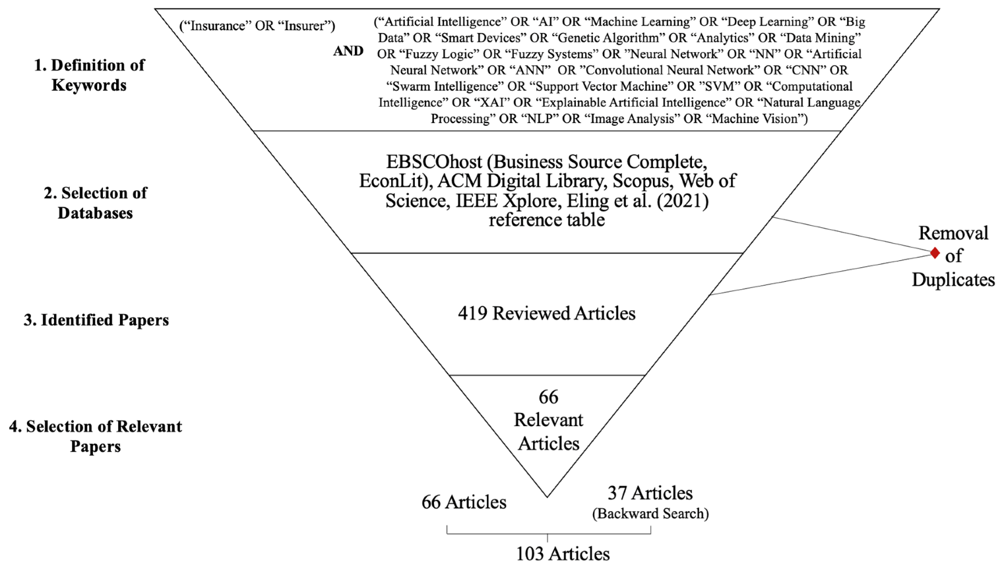 1. Definition of
Keywords
(“Insurance” OR “Insurer”)
AND
(“Artificial Intelligence” OR “AI” OR “Machine Learning” OR “Deep Learning” OR “Big
Data” OR “Smart Devices” OR “Genetic Algorithm” OR “Analytics” OR “Data Mining”
OR “Fuzzy Logic” OR “Fuzzy Systems” OR ”Neural Network” OR “NN” OR “Artificial
Neural Network” OR “ANN” OR ”Convolutional Neural Network” OR “CNN” OR
“Swarm Intelligence” OR “Support Vector Machine” OR ”SVM” OR “Computational
Intelligence” OR “XAI” OR “Explainable Artificial Intelligence” OR “Natural Language
Processing” OR “NLP” OR “Image Analysis” OR “Machine Vision”)
2. Selection of
Databases
EBSCOhost (Business Source Complete,
EconLit), ACM Digital Library, Scopus, Web of
Science, IEEE Xplore, Eling et al. (2021)
reference table
Removal
of
Duplicates
3. Identified Papers
419 Reviewed Articles
4. Selection of Relevant
Papers
66
Relevant
Articles
66 Articles
37 Articles
(Backward Search)
103 Articles